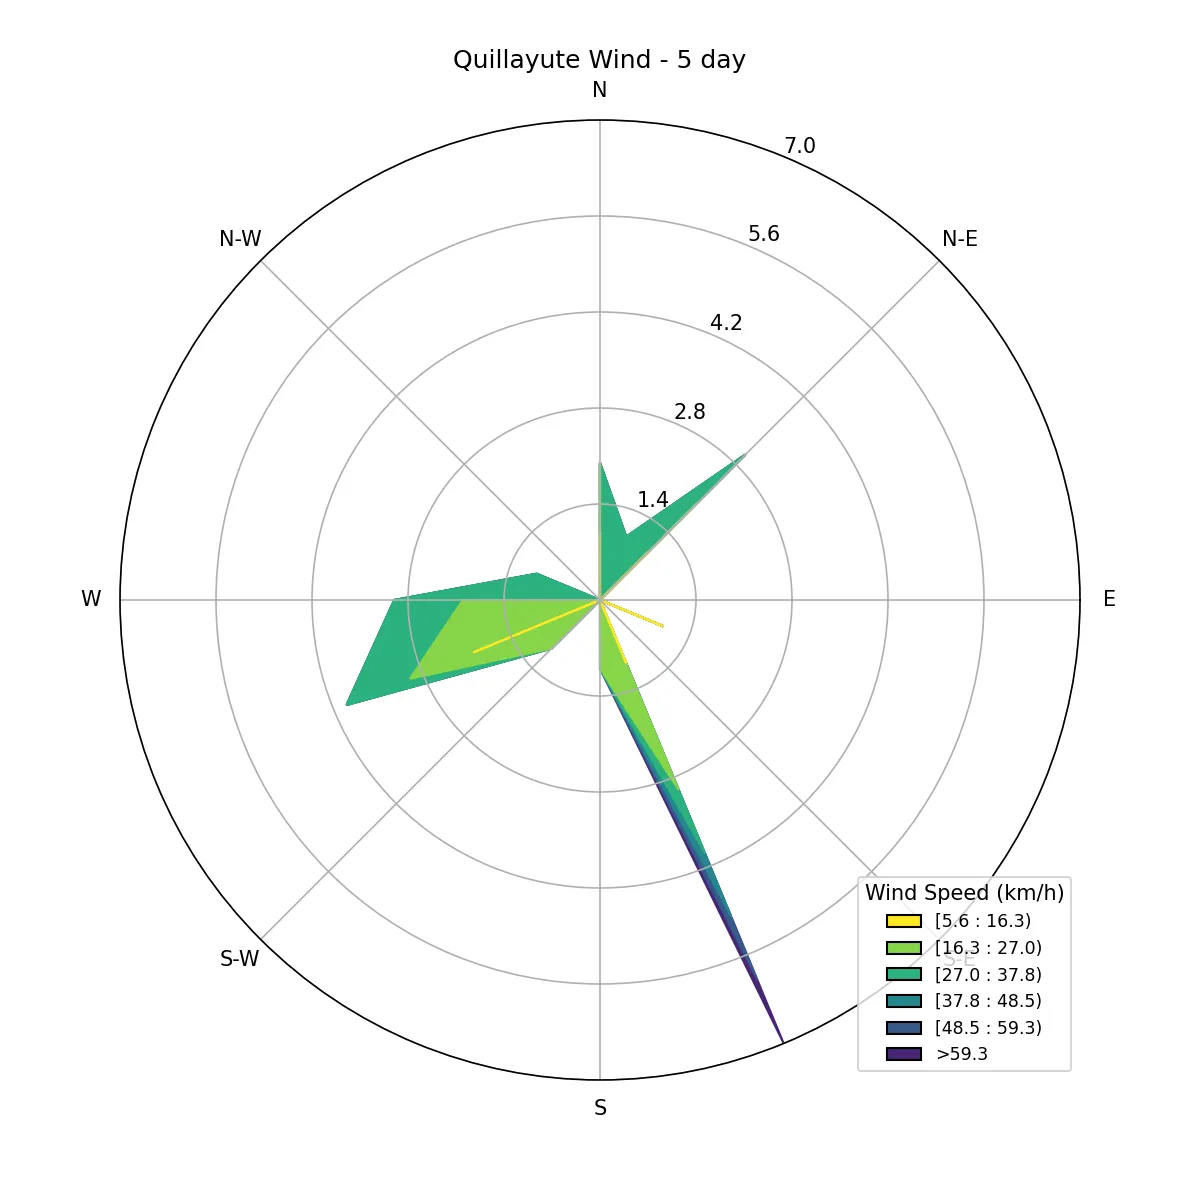 Quillayute Wind - 5 day
N
7.0
5.6
N-W
N-E
4.2
2.8
1.4
W
E
Wind Speed (km/h)
[5.6 : 16.3)
[16.3 : 27.0)
S-W
S-E
[27.0 : 37.8)
[37.8 : 48.5)
[48.5 : 59.3)
>59.3
S